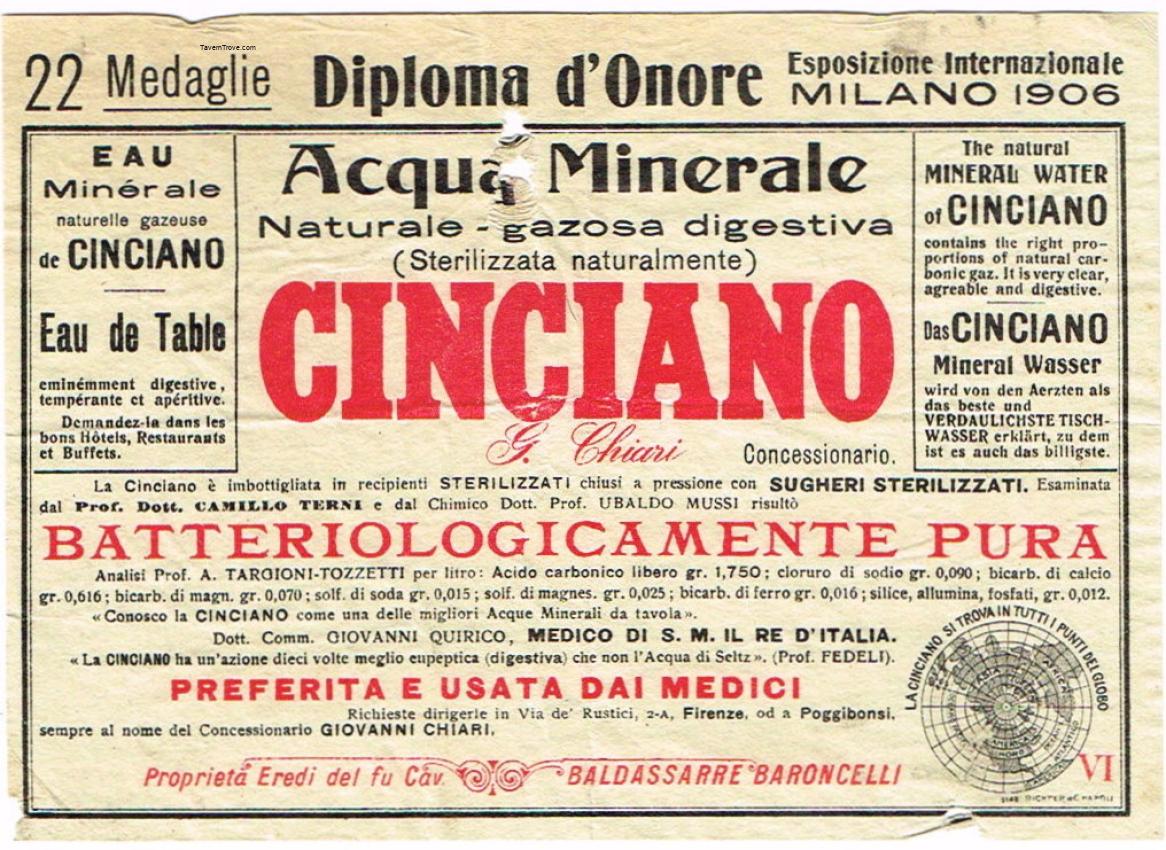 TavernTrove.com
22 Medaglie Diploma d'Onore Esposizione Internazionale
MILANO 1906
EAU
Minérale
naturelle gazeuse
de CINCIANO
Eau de Table
eminémment digestive,
tempérante et apéritive.
Demandez-la dans les
bons Hôtels, Restaurants
et Buffets.
Acqua Minerale
Naturale - gazosa digestiva
(Sterilizzata naturalmente)
CINCIANO
G. Chiari
Concessionario.
The natural
MINERAL WATER
of CINCIANO
contains the right pro-
portions of natural car-
bonic gaz. It is very clear,
agreable and digestive.
Das CINCIANO
Mineral Wasser
wird von den Aerzten als
das beste und
VERDAULICHSTE TISCH-
WASSER erklärt, zu dem
ist es auch das billigste.
La Cinciano è imbottigliata in recipienti STERILIZZATI chiusi a pressione con SUGHERI STERILIZZATI. Esaminata
dal Prof. Dott. CAMILLO TERNI e dal Chimico Dott. Prof. UBALDO MUSSI risultò
BATTERIOLOGICAMENTE PURA
Analisi Prof. A. TARGIONI-TOZZETTI per litro: Acido carbonico libero gr. 1,750; cloruro di sodio gr. 0,090; bicarb. di calcio
gr. 0,616; bicarb. di magn. gr. 0,070; solf. di soda gr. 0,015; solf. di magnes. gr. 0,025; bicarb. di ferro gr. 0,016; silice, allumina, fosfati, gr. 0,012.
«Conosco la CINCIANO come una delle migliori Acque Minerali da tavola».
Dott. Comm. GIOVANNI QUIRICO, MEDICO DI S. M. IL RE D'ITALIA.
«La CINCIANO ha un'azione dieci volte meglio eupeptica (digestiva) che non l'Acqua di Seltz». (Prof. FEDELI).
PREFERITA E USATA DAI MEDICI
Richieste dirigerle in Via de' Rustici, 2-A, Firenze, od a Poggibonsi,
sempre al nome del Concessionario GIOVANNI CHIARI.
Proprietà Eredi del fu Cav. BALDASSARRE BARONCELLI
LA CINCIANO SI TROVA IN TUTTI I PUNTI DEL GLOBO
VI
RICHTER & C NAPOLI